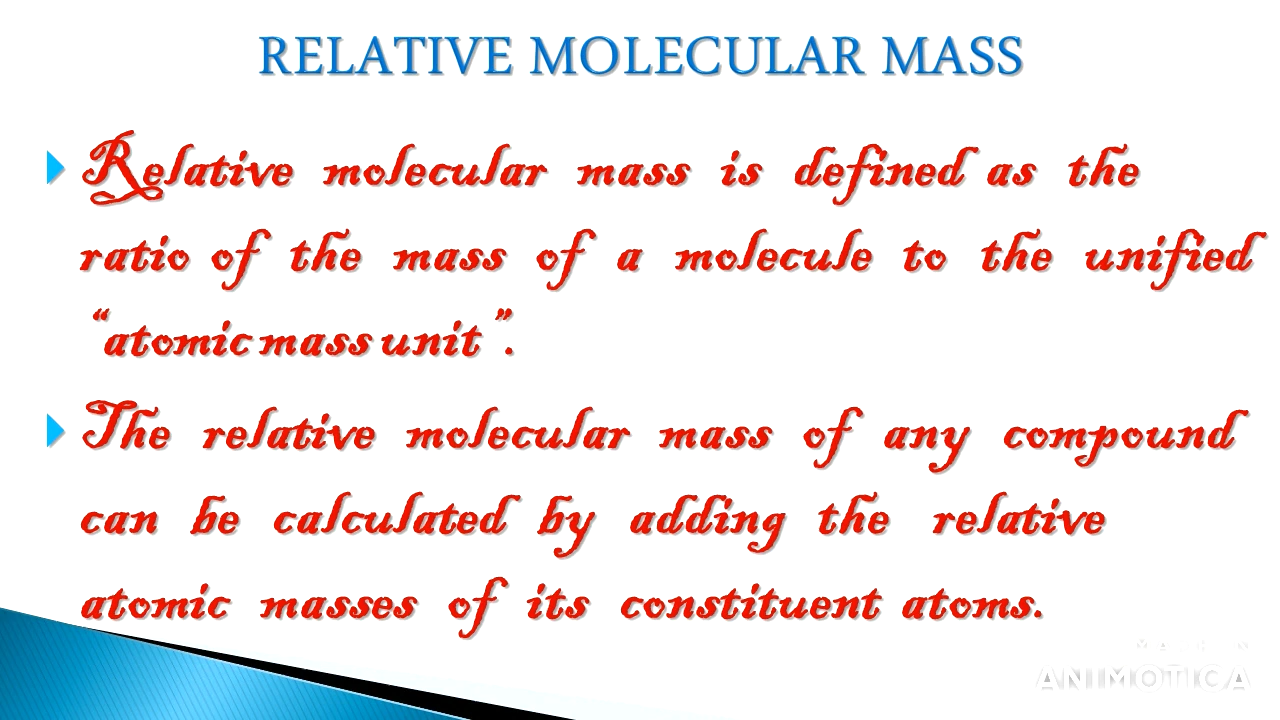 RELATIVE MOLECULAR MASS
Relative molecular mass is defined as the
ratio of the mass of a molecule to the unified
“atomic mass unit”.
The relative molecular mass of any compound
can be calculated by adding the relative
atomic masses of its constituent atoms.
ANIMOTICA